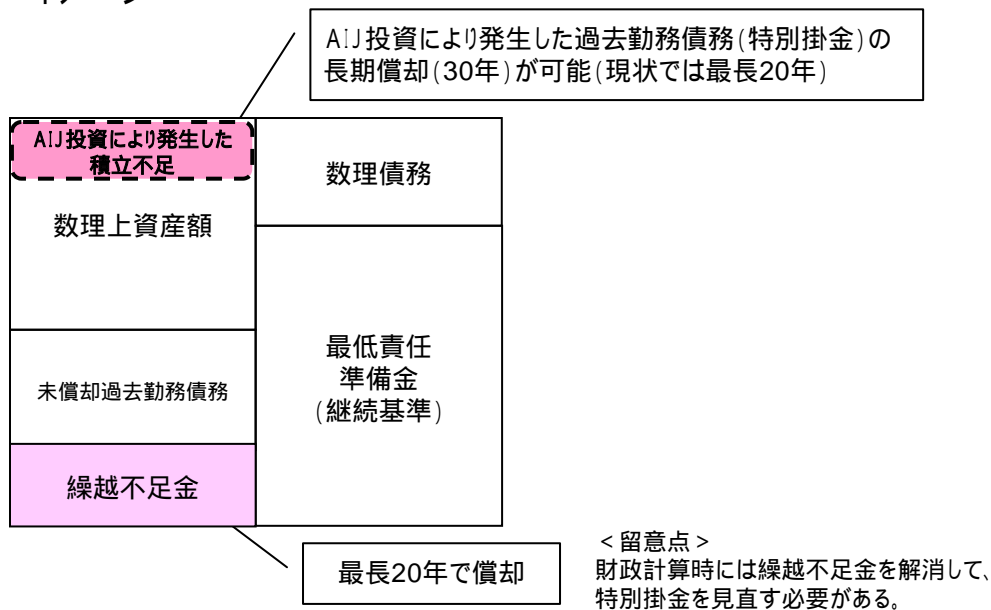 AIJ投資により発生した過去勤務債務(特別掛金)の
長期償却(30年)が可能(現状では最長20年)
AIJ投資により発生した
積立不足
数理上資産額
未償却過去勤務債務
繰越不足金
数理債務
最低責任
準備金
(継続基準)
最長20年で償却
<留意点>
財政計算時には繰越不足金を解消して、
特別掛金を見直す必要がある。